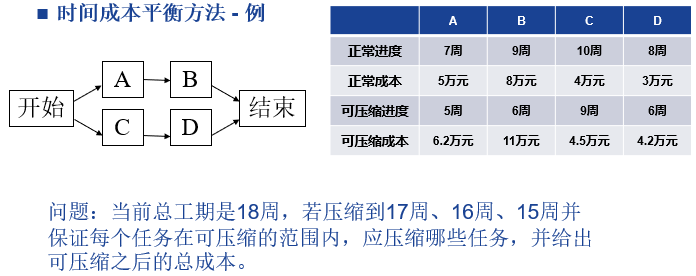 ■ 时间成本平衡方法 - 例
开始
A
B
C
D
结束
A B C D
正常进度 7周 9周 10周 8周
正常成本 5万元 8万元 4万元 3万元
可压缩进度 5周 6周 9周 6周
可压缩成本 6.2万元 11万元 4.5万元 4.2万元
问题：当前总工期是18周，若压缩到17周、16周、15周并
保证每个任务在可压缩的范围内，应压缩哪些任务，并给出
可压缩之后的总成本。